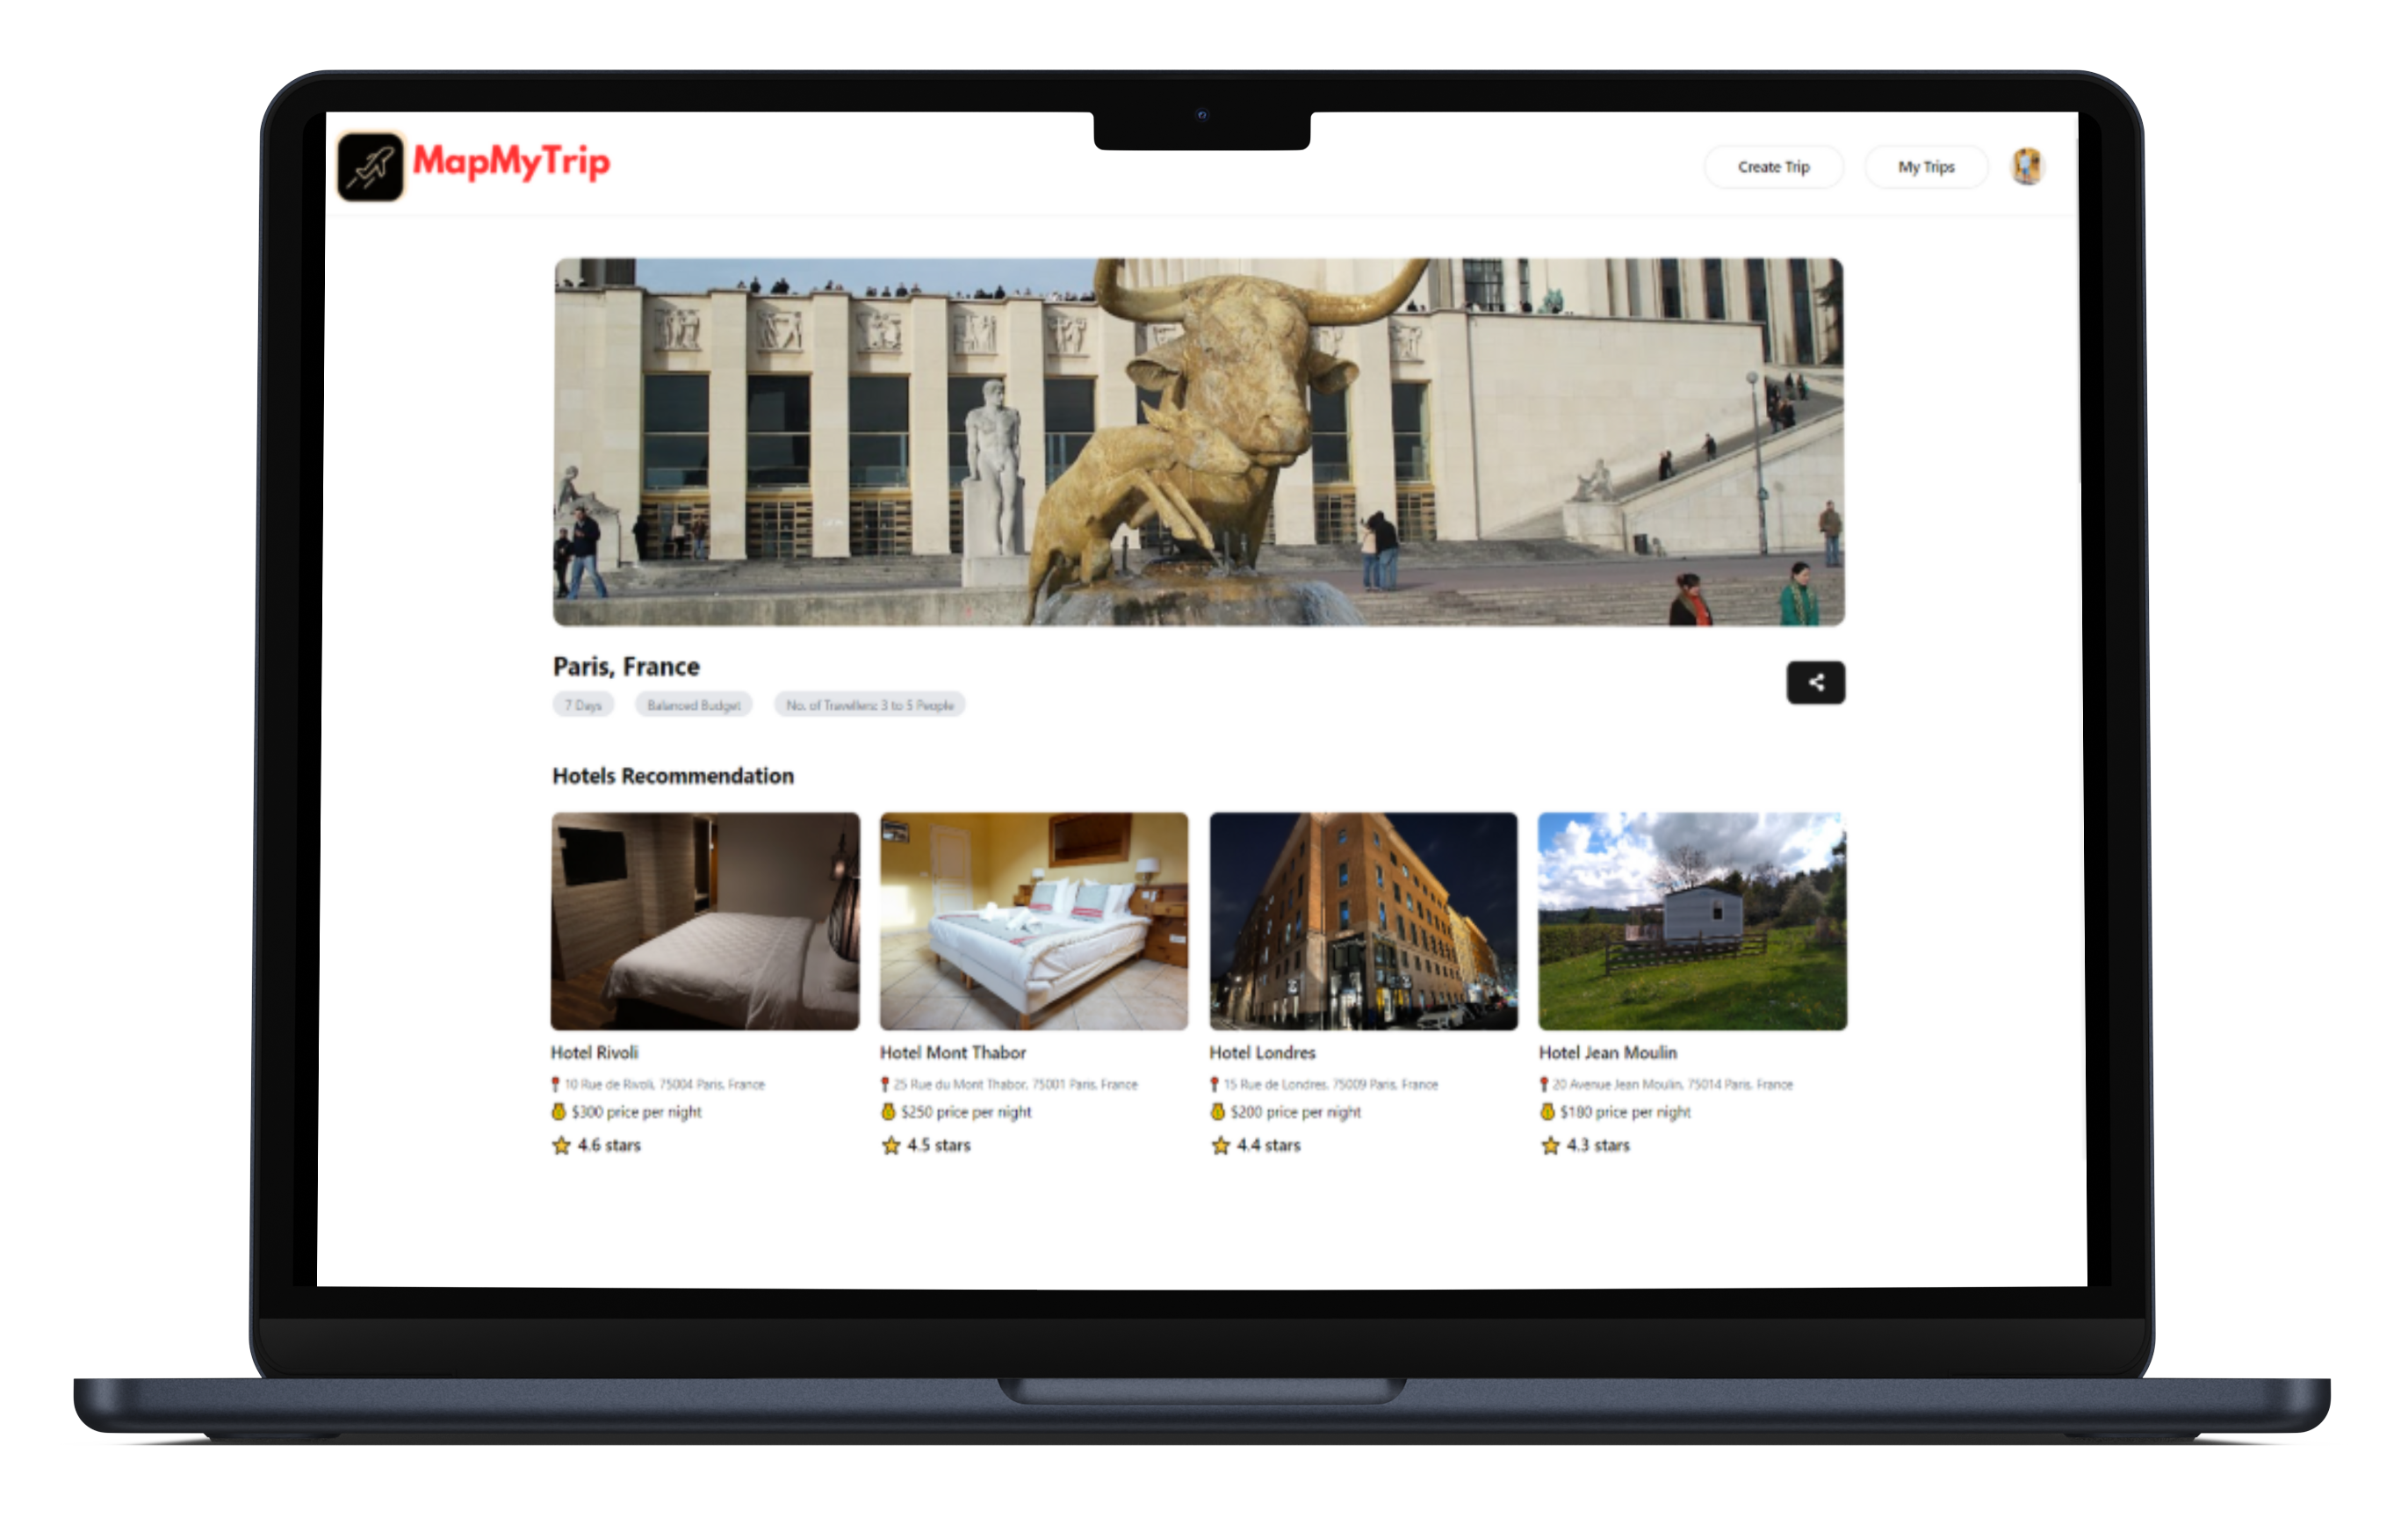 MapMyTrip
Create Trip
My Trips
Paris, France
7 Days
Balanced Budget
No. of Travellers: 3 to 5 People
Hotels Recommendation
Hotel Rivoli
10 Rue de Rivoli, 75004 Paris, France
$300 price per night
4.6 stars
Hotel Mont Thabor
25 Rue du Mont Thabor, 75001 Paris, France
$250 price per night
4.5 stars
Hotel Londres
15 Rue de Londres, 75009 Paris, France
$200 price per night
4.4 stars
Hotel Jean Moulin
20 Avenue Jean Moulin, 75014 Paris, France
$180 price per night
4.3 stars